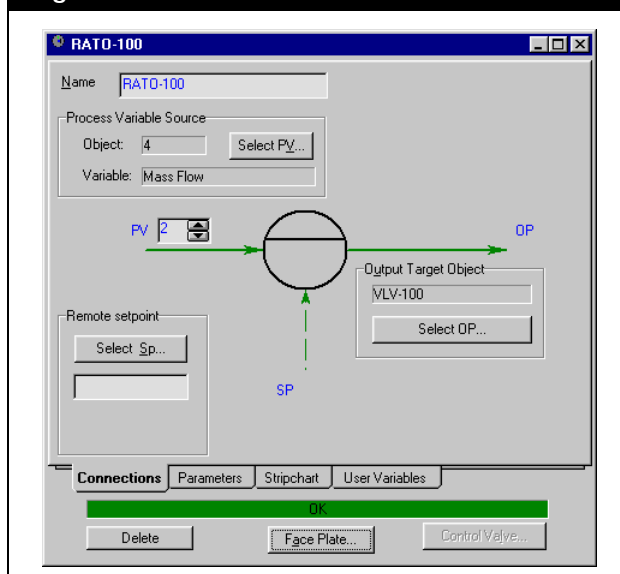 RATO-100
Name RATO-100
Process Variable Source
Object: 4 Select PV...
Variable: Mass Flow
PV 2
OP
Output Target Object
VLV-100
Select OP...
Remote setpoint
Select Sp...
SP
Connections Parameters Stripchart User Variables
OK
Delete Face Plate... Control Valve...